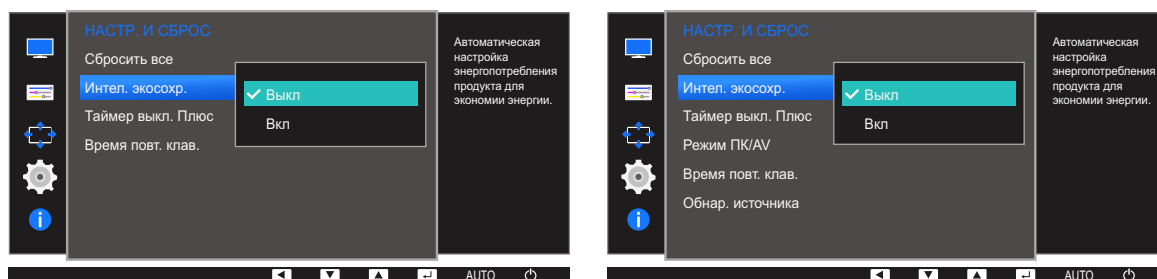 НАСТР. И СБРОС
Сбросить все
Интел. экосохр.
Таймер выкл. Плюс
Время повт. клав.
Выкл
Вкл
Автоматическая
настройка
энергопотребления
продукта для
экономии энергии.
AUTO
НАСТР. И СБРОС
Сбросить все
Интел. экосохр.
Таймер выкл. Плюс
Режим ПК/AV
Время повт. клав.
Обнар. источника
Выкл
Вкл
Автоматическая
настройка
энергопотребления
продукта для
экономии энергии.
AUTO